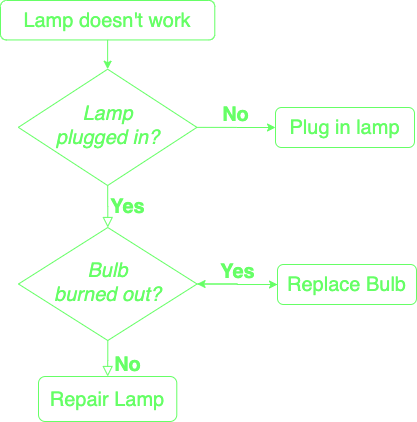 Lamp doesn't work
Lamp
plugged in?
No
Plug in lamp
Yes
Bulb
burned out?
Yes
Replace Bulb
No
Repair Lamp